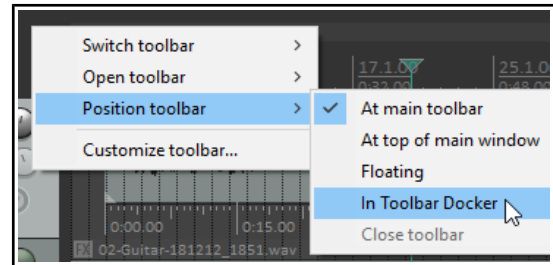 Switch toolbar
Open toolbar
Position toolbar
Customize toolbar...
At main toolbar
At top of main window
Floating
In Toolbar Docker
Close toolbar
17.1.0
25.1.0
0:32.00
0:48.00
0:00.00
0:15.00
FX 02-Guitar-181212_1851.wav